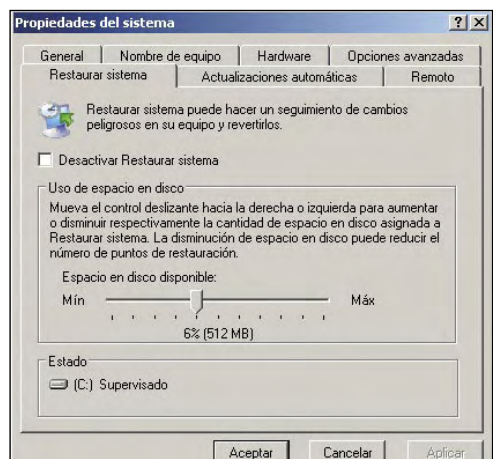 Propiedades del sistema
General
Nombre de equipo
Hardware
Opciones avanzadas
Restaurar sistema
Actualizaciones automáticas
Remoto
Restaurar sistema puede hacer un seguimiento de cambios
peligrosos en su equipo y revertirlos.
Desactivar Restaurar sistema
Uso de espacio en disco
Mueva el control deslizante hacia la derecha o izquierda para aumentar
o disminuir respectivamente la cantidad de espacio en disco asignada a
Restaurar sistema. La disminución de espacio en disco puede reducir el
número de puntos de restauración.
Espacio en disco disponible:
Mín
Máx
6% (512 MB)
Estado
(C:) Supervisado
Aceptar
Cancelar
Aplicar